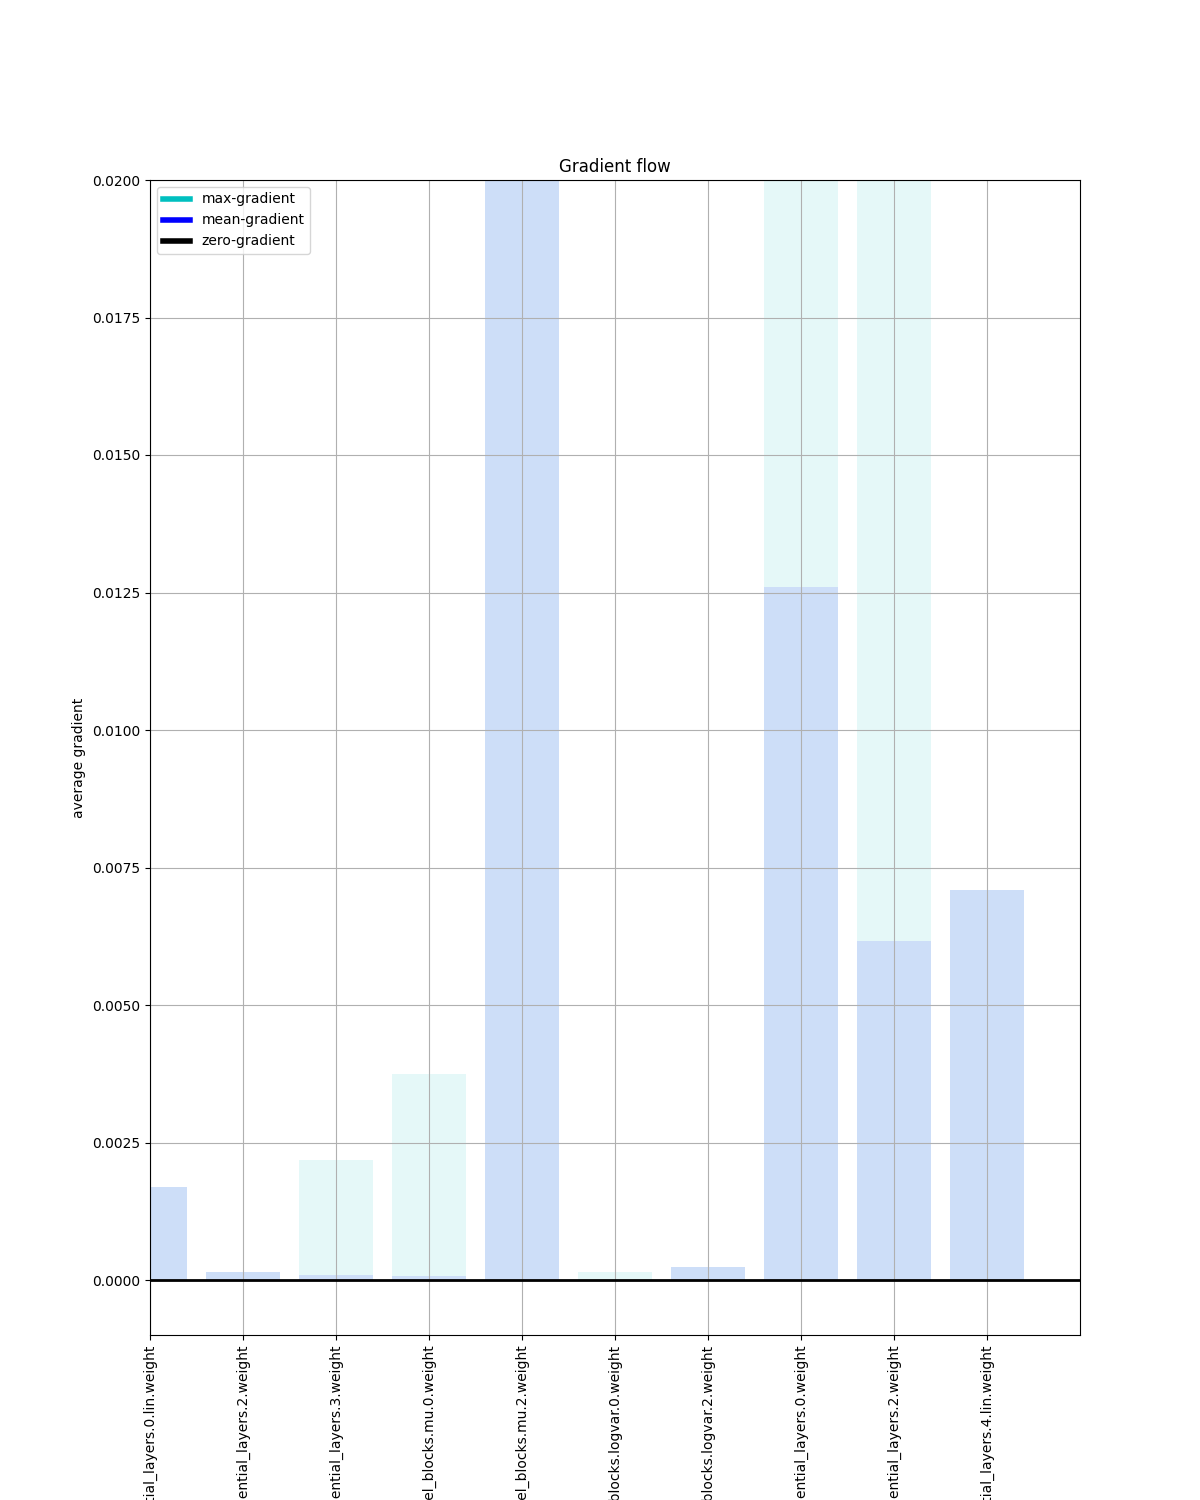 Gradient flow
max-gradient
mean-gradient
zero-gradient
0.0200
0.0175
0.0150
0.0125
0.0100
0.0075
0.0050
0.0025
0.0000
average gradient
tial_layers.0.lin.weight
ential_layers.2.weight
ential_layers.3.weight
el_blocks.mu.0.weight
el_blocks.mu.2.weight
blocks.logvar.0.weight
blocks.logvar.2.weight
ential_layers.0.weight
ential_layers.2.weight
tial_layers.4.lin.weight